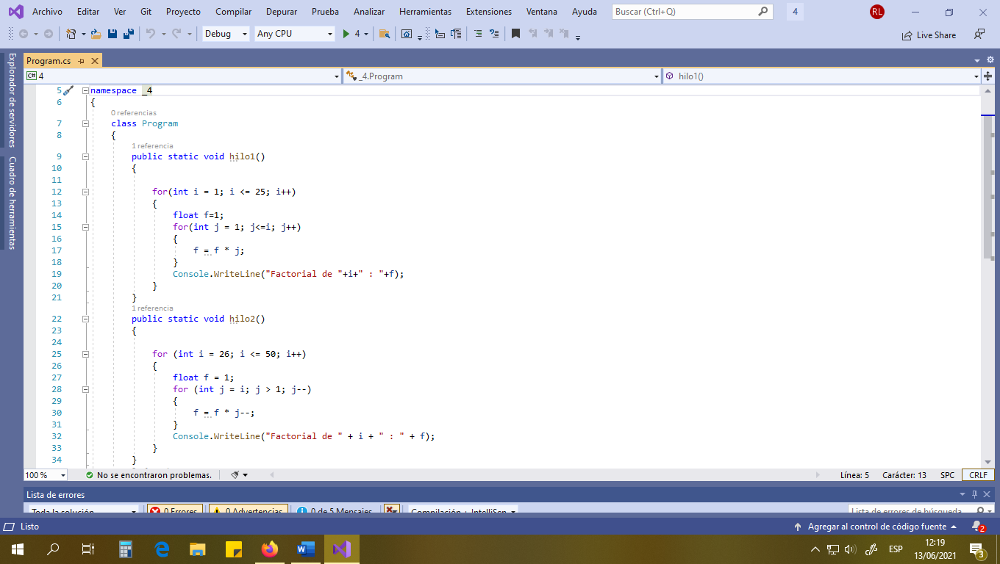 Archivo Editar Ver Git Proyecto Compilar Depurar Prueba Analizar Herramientas Extensiones Ventana Ayuda Buscar (Ctrl+Q) 4 RL
Debug Any CPU 4 Live Share
Explorador de servidores
Cuadro de herramientas
Program.cs
C# 4 _4.Program hilo1()
5 namespace _4
6 {
0 referencias
7 class Program
8 {
1 referencia
9 public static void hilo1()
10 {
11
12 for(int i = 1; i <= 25; i++)
13 {
14 float f=1;
15 for(int j = 1; j<=i; j++)
16 {
17 f = f * j;
18 }
19 Console.WriteLine("Factorial de "+i+" : "+f);
20 }
21 }
1 referencia
22 public static void hilo2()
23 {
24
25 for (int i = 26; i <= 50; i++)
26 {
27 float f = 1;
28 for (int j = i; j > 1; j--)
29 {
30 f = f * j--;
31 }
32 Console.WriteLine("Factorial de " + i + " : " + f);
33 }
34 }
100 % No se encontraron problemas. Línea: 5 Carácter: 13 SPC CRLF
Lista de errores
Toda la solución 0 Errores 0 Advertencias 0 de 5 Mensajes Compilación + IntelliSen Lista de errores de búsqueda
Listo Agregar al control de código fuente 2
ESP 12:19
13/06/2021 3